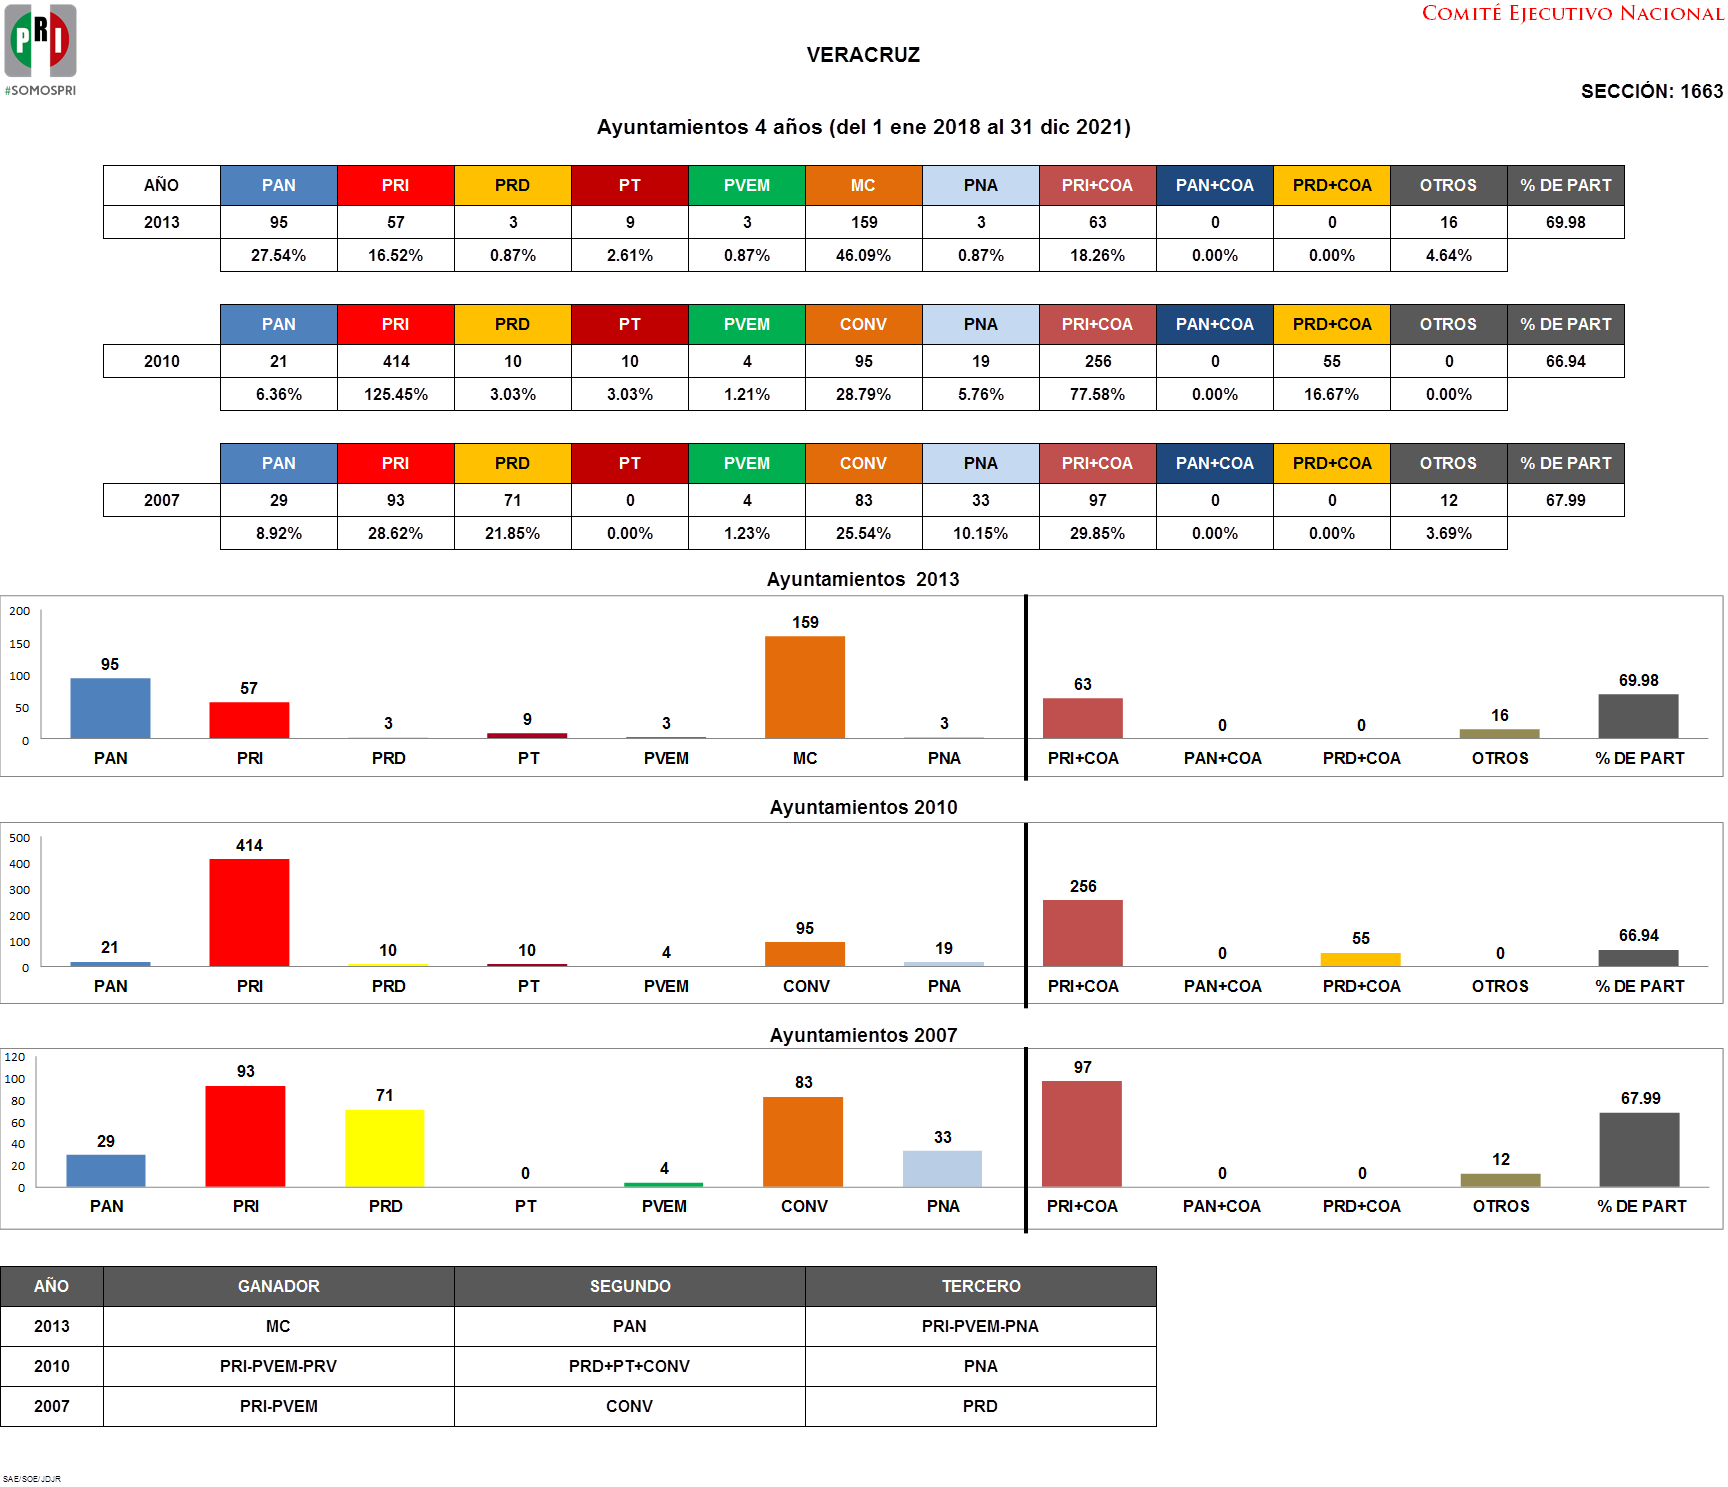 PRI
#SOMOSPRI
COMITÉ EJECUTIVO NACIONAL
VERACRUZ
SECCIÓN: 1663
Ayuntamientos 4 años (del 1 ene 2018 al 31 dic 2021)
AÑO PAN PRI PRD PT PVEM MC PNA PRI+COA PAN+COA PRD+COA OTROS % DE PART
2013 95 57 3 9 3 159 3 63 0 0 16 69.98
27.54% 16.52% 0.87% 2.61% 0.87% 46.09% 0.87% 18.26% 0.00% 0.00% 4.64%
PAN PRI PRD PT PVEM CONV PNA PRI+COA PAN+COA PRD+COA OTROS % DE PART
2010 21 414 10 10 4 95 19 256 0 55 0 66.94
6.36% 125.45% 3.03% 3.03% 1.21% 28.79% 5.76% 77.58% 0.00% 16.67% 0.00%
PAN PRI PRD PT PVEM CONV PNA PRI+COA PAN+COA PRD+COA OTROS % DE PART
2007 29 93 71 0 4 83 33 97 0 0 12 67.99
8.92% 28.62% 21.85% 0.00% 1.23% 25.54% 10.15% 29.85% 0.00% 0.00% 3.69%
Ayuntamientos 2013
200
150
100
50
0
95 57 3 9 3 159 3 63 0 0 16 69.98
PAN PRI PRD PT PVEM MC PNA PRI+COA PAN+COA PRD+COA OTROS % DE PART
Ayuntamientos 2010
500
400
300
200
100
0
21 414 10 10 4 95 19 256 0 55 0 66.94
PAN PRI PRD PT PVEM CONV PNA PRI+COA PAN+COA PRD+COA OTROS % DE PART
Ayuntamientos 2007
120
100
80
60
40
20
0
29 93 71 0 4 83 33 97 0 0 12 67.99
PAN PRI PRD PT PVEM CONV PNA PRI+COA PAN+COA PRD+COA OTROS % DE PART
AÑO GANADOR SEGUNDO TERCERO
2013 MC PAN PRI-PVEM-PNA
2010 PRI-PVEM-PRV PRD+PT+CONV PNA
2007 PRI-PVEM CONV PRD
SAE/SOE/JDJR